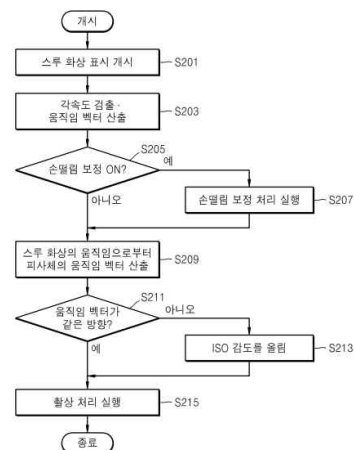 개시
스루 화상 표시 개시
S201
각속도 검출·
움직임 벡터 산출
S203
손떨림 보정 ON?
S205
예
아니오
손떨림 보정 처리 실행
S207
스루 화상의 움직임으로부터
피사체의 움직임 벡터 산출
S209
움직임 벡터가
같은 방향?
S211
아니오
예
ISO 감도를 올림
S213
촬상 처리 실행
S215
종료